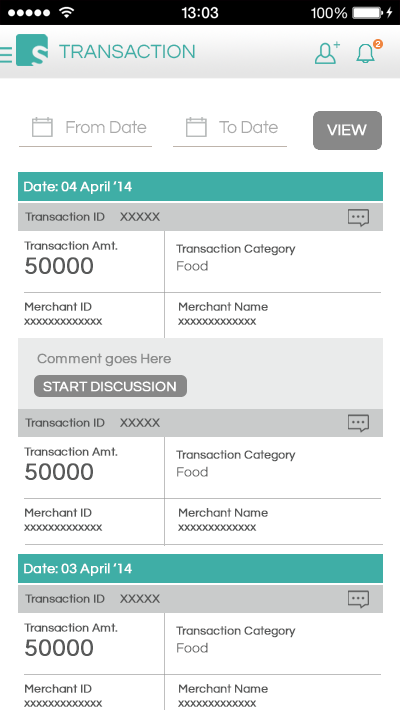 13:03 100%
S TRANSACTION + 2
From Date To Date VIEW
Date: 04 April ‘14
Transaction ID XXXXX
Transaction Amt. Transaction Category
50000 Food
Merchant ID Merchant Name
xxxxxxxxxxxxx xxxxxxxxxxxxx
Comment goes Here
START DISCUSSION
Transaction ID XXXXX
Transaction Amt. Transaction Category
50000 Food
Merchant ID Merchant Name
xxxxxxxxxxxxx xxxxxxxxxxxxx
Date: 03 April ‘14
Transaction ID XXXXX
Transaction Amt. Transaction Category
50000 Food
Merchant ID Merchant Name
xxxxxxxxxxxxx xxxxxxxxxxxxx